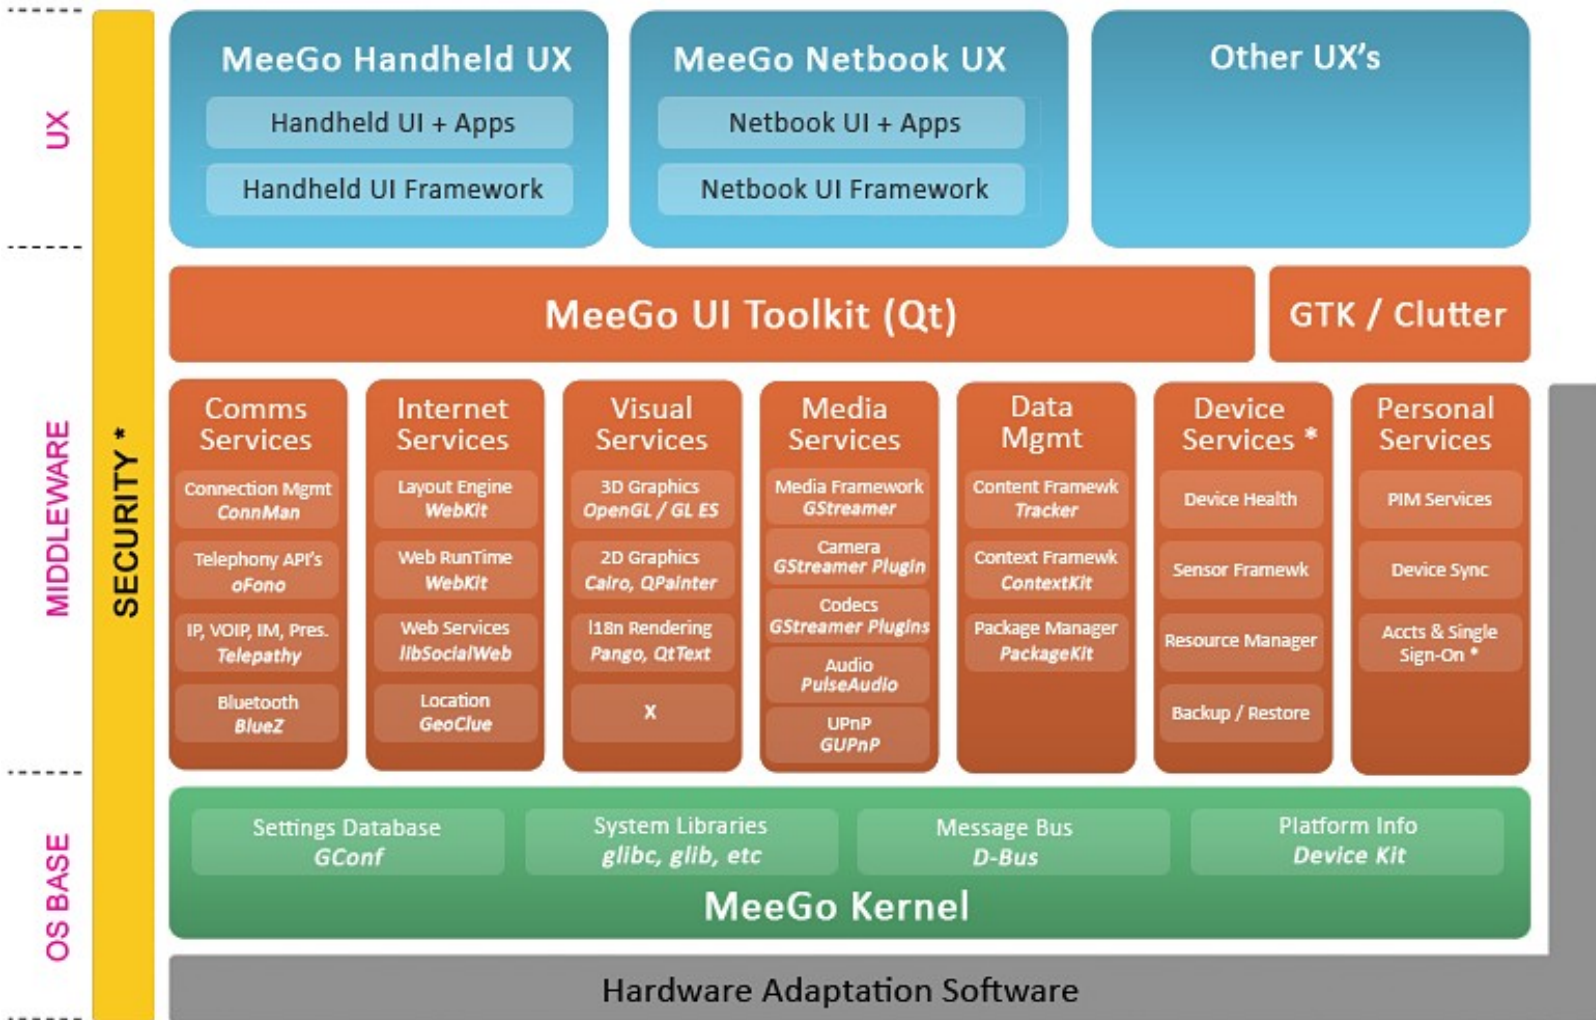 UX
MIDDLEWARE
OS BASE
SECURITY *
MeeGo Handheld UX
Handheld UI + Apps
Handheld UI Framework
MeeGo Netbook UX
Netbook UI + Apps
Netbook UI Framework
Other UX's
MeeGo UI Toolkit (Qt)
GTK / Clutter
Comms
Services
Connection Mgmt
ConnMan
Telephony API's
oFono
IP, VOIP, IM, Pres.
Telepathy
Bluetooth
BlueZ
Internet
Services
Layout Engine
WebKit
Web RunTime
WebKit
Web Services
libSocialWeb
Location
GeoClue
Visual
Services
3D Graphics
OpenGL / GL ES
2D Graphics
Cairo, QPainter
I18n Rendering
Pango, QtText
X
Media
Services
Media Framework
GStreamer
Camera
GStreamer Plugin
Codecs
GStreamer Plugins
Audio
PulseAudio
UPnP
GUPnP
Data
Mgmt
Content Framewk
Tracker
Context Framewk
ContextKit
Package Manager
PackageKit
Device
Services *
Device Health
Sensor Framewk
Resource Manager
Backup / Restore
Personal
Services
PIM Services
Device Sync
Accts & Single
Sign-On *
Settings Database
GConf
System Libraries
glibc, glib, etc
Message Bus
D-Bus
Platform Info
Device Kit
MeeGo Kernel
Hardware Adaptation Software